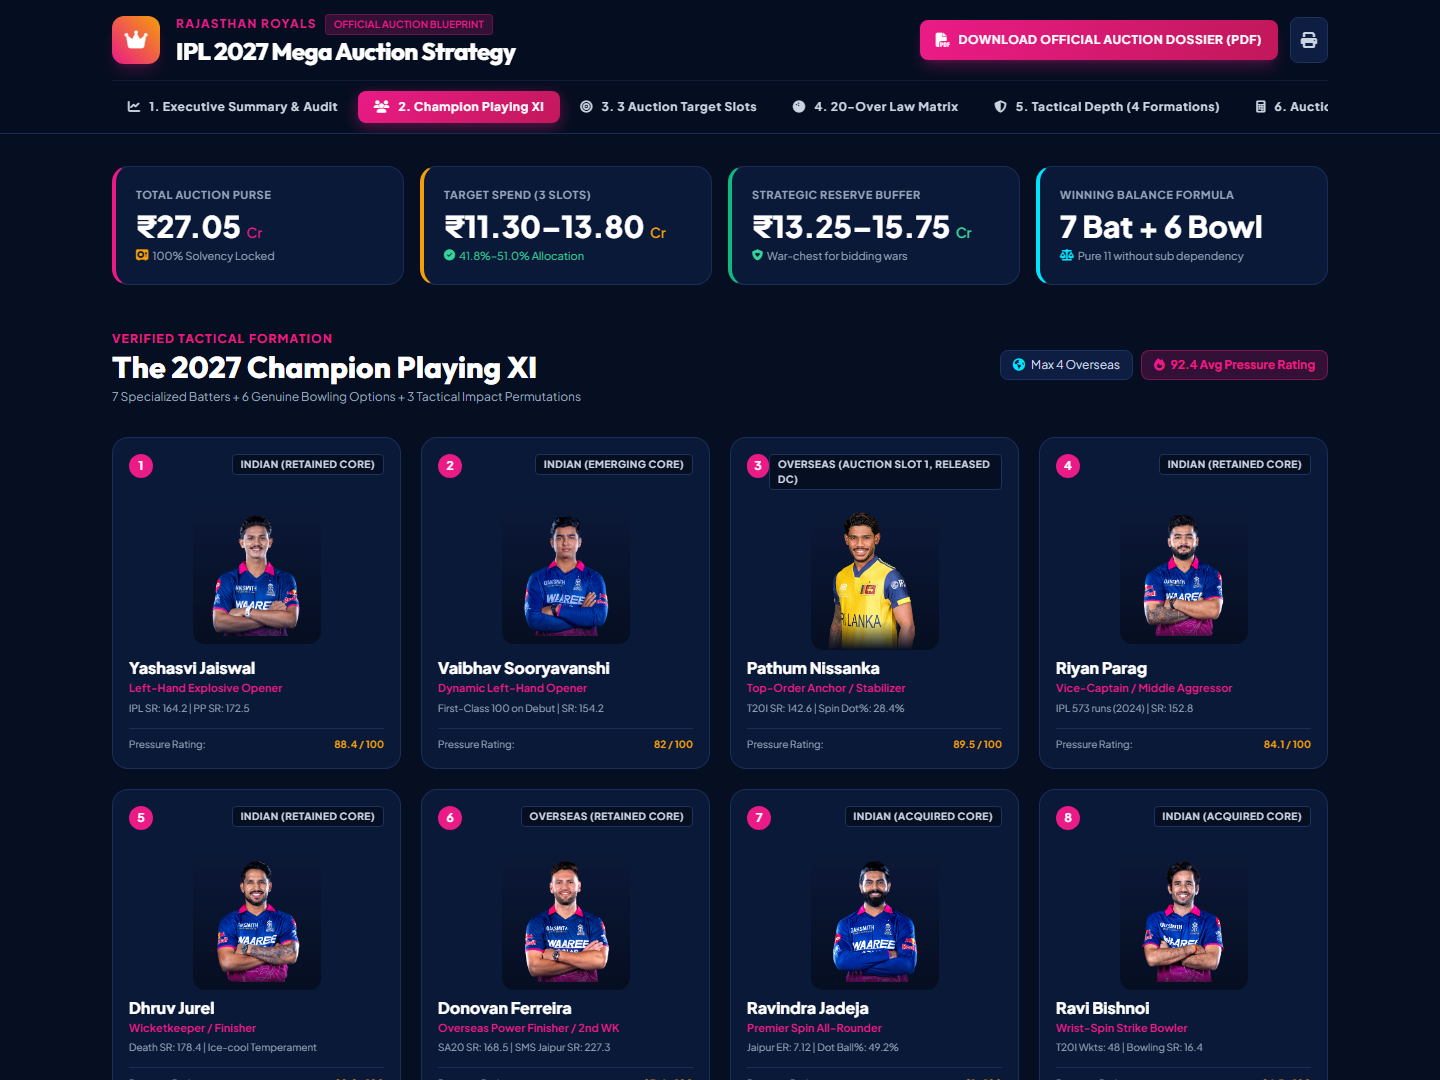 RAJASTHAN ROYALS
OFFICIAL AUCTION BLUEPRINT
IPL 2027 Mega Auction Strategy
DOWNLOAD OFFICIAL AUCTION DOSSIER (PDF)
1. Executive Summary & Audit
2. Champion Playing XI
3. 3 Auction Target Slots
4. 20-Over Law Matrix
5. Tactical Depth (4 Formations)
6. Auctic
TOTAL AUCTION PURSE
₹27.05 Cr
100% Solvency Locked
TARGET SPEND (3 SLOTS)
₹11.30–13.80 Cr
41.8%-51.0% Allocation
STRATEGIC RESERVE BUFFER
₹13.25–15.75 Cr
War-chest for bidding wars
WINNING BALANCE FORMULA
7 Bat + 6 Bowl
Pure 11 without sub dependency
VERIFIED TACTICAL FORMATION
The 2027 Champion Playing XI
7 Specialized Batters + 6 Genuine Bowling Options + 3 Tactical Impact Permutations
Max 4 Overseas
92.4 Avg Pressure Rating
1
INDIAN (RETAINED CORE)
WAAREE
Yashasvi Jaiswal
Left-Hand Explosive Opener
IPL SR: 164.2 | PP SR: 172.5
Pressure Rating:
88.4 / 100
2
INDIAN (EMERGING CORE)
WAAREE
Vaibhav Sooryavanshi
Dynamic Left-Hand Opener
First-Class 100 on Debut | SR: 154.2
Pressure Rating:
82 / 100
3
OVERSEAS (AUCTION SLOT 1, RELEASED
DC)
LANKA
Pathum Nissanka
Top-Order Anchor / Stabilizer
T20I SR: 142.6 | Spin Dot%: 28.4%
Pressure Rating:
89.5 / 100
4
INDIAN (RETAINED CORE)
WAAREE
Riyan Parag
Vice-Captain / Middle Aggressor
IPL 573 runs (2024) | SR: 152.8
Pressure Rating:
84.1 / 100
5
INDIAN (RETAINED CORE)
WAAREE
Dhruv Jurel
Wicketkeeper / Finisher
Death SR: 178.4 | Ice-cool Temperament
6
OVERSEAS (RETAINED CORE)
WAAREE
Donovan Ferreira
Overseas Power Finisher / 2nd WK
SA20 SR: 168.5 | SMS Jaipur SR: 227.3
7
INDIAN (ACQUIRED CORE)
WAAREE
Ravindra Jadeja
Premier Spin All-Rounder
Jaipur ER: 7.12 | Dot Ball%: 49.2%
8
INDIAN (ACQUIRED CORE)
WAAREE
Ravi Bishnoi
Wrist-Spin Strike Bowler
T20I Wkts: 48 | Bowling SR: 16.4